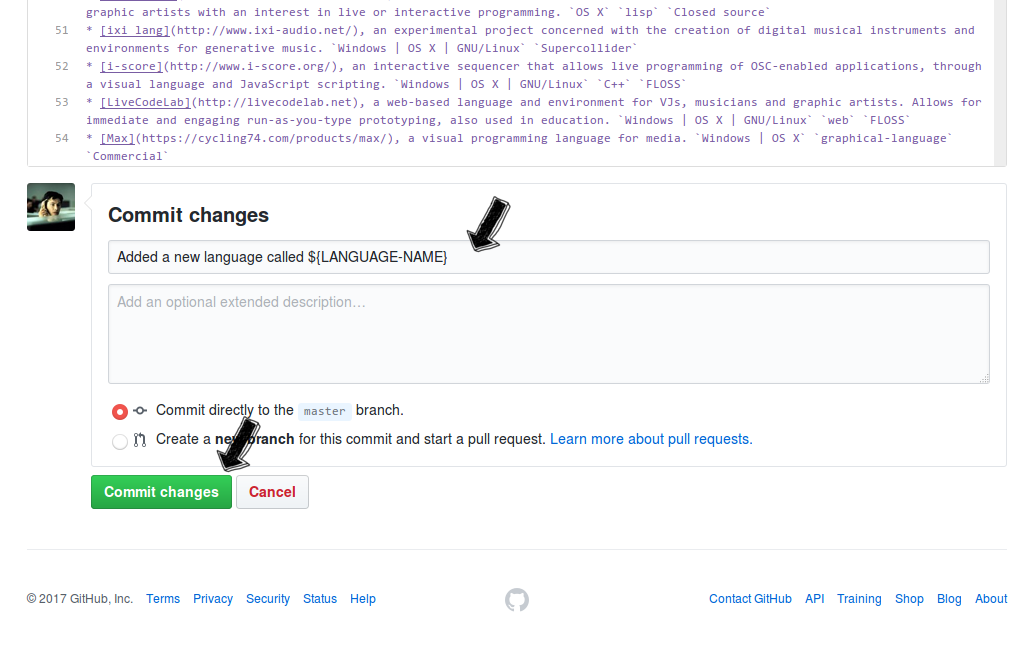 graphic artists with an interest in live or interactive programming. `OS X` `lisp` `Closed source`
51 * [ixi lang](http://www.ixi-audio.net/), an experimental project concerned with the creation of digital musical instruments and
environments for generative music. `Windows | OS X | GNU/Linux` `Supercollider`
52 * [i-score](http://www.i-score.org/), an interactive sequencer that allows live programming of OSC-enabled applications, through
a visual language and JavaScript scripting. `Windows | OS X | GNU/Linux` `C++` `FLOSS`
53 * [LiveCodeLab](http://livecodelab.net), a web-based language and environment for VJs, musicians and graphic artists. Allows for
immediate and engaging run-as-you-type prototyping, also used in education. `Windows | OS X | GNU/Linux` `web` `FLOSS`
54 * [Max](https://cycling74.com/products/max/), a visual programming language for media. `Windows | OS X` `graphical-language`
`Commercial`
Commit changes
Added a new language called ${LANGUAGE-NAME}
Add an optional extended description…
Commit directly to the master branch.
Create a new branch for this commit and start a pull request. Learn more about pull requests.
Commit changes Cancel
© 2017 GitHub, Inc. Terms Privacy Security Status Help Contact GitHub API Training Shop Blog About